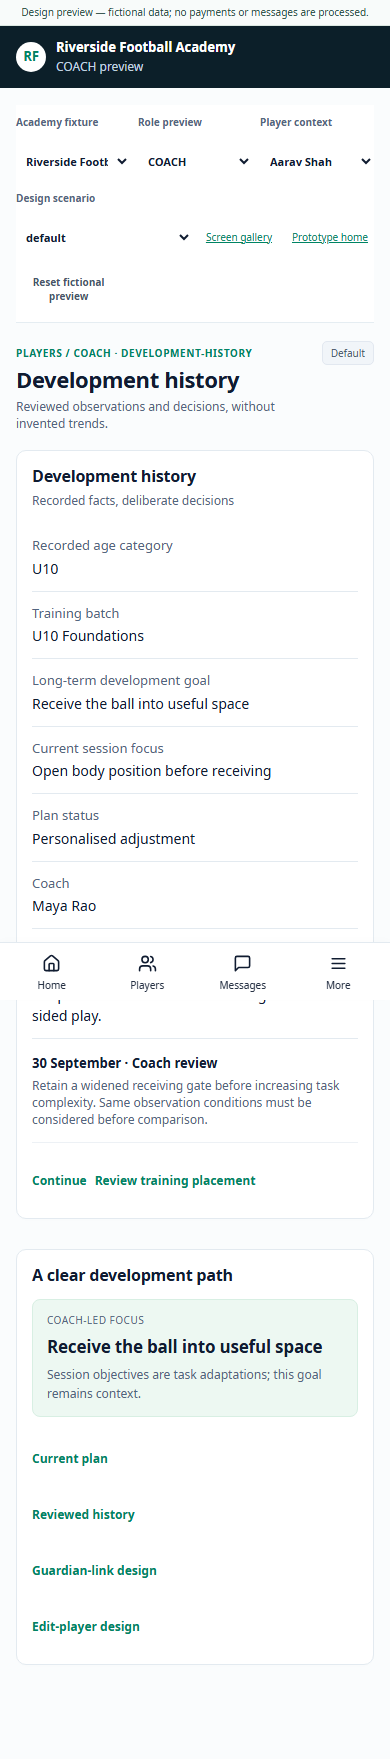 Design preview — fictional data; no payments or messages are processed.
RF
Riverside Football Academy
COACH preview
Academy fixture
Role preview
Player context
Riverside Footb
COACH
Aarav Shah
Design scenario
default
Screen gallery
Prototype home
Reset fictional
preview
PLAYERS / COACH · DEVELOPMENT-HISTORY
Default
Development history
Reviewed observations and decisions, without
invented trends.
Development history
Recorded facts, deliberate decisions
Recorded age category
U10
Training batch
U10 Foundations
Long-term development goal
Receive the ball into useful space
Current session focus
Open body position before receiving
Plan status
Personalised adjustment
Coach
Maya Rao
Home
Players
Messages
More
sided play.
30 September · Coach review
Retain a widened receiving gate before increasing task
complexity. Same observation conditions must be
considered before comparison.
Continue Review training placement
A clear development path
COACH-LED FOCUS
Receive the ball into useful space
Session objectives are task adaptations; this goal
remains context.
Current plan
Reviewed history
Guardian-link design
Edit-player design